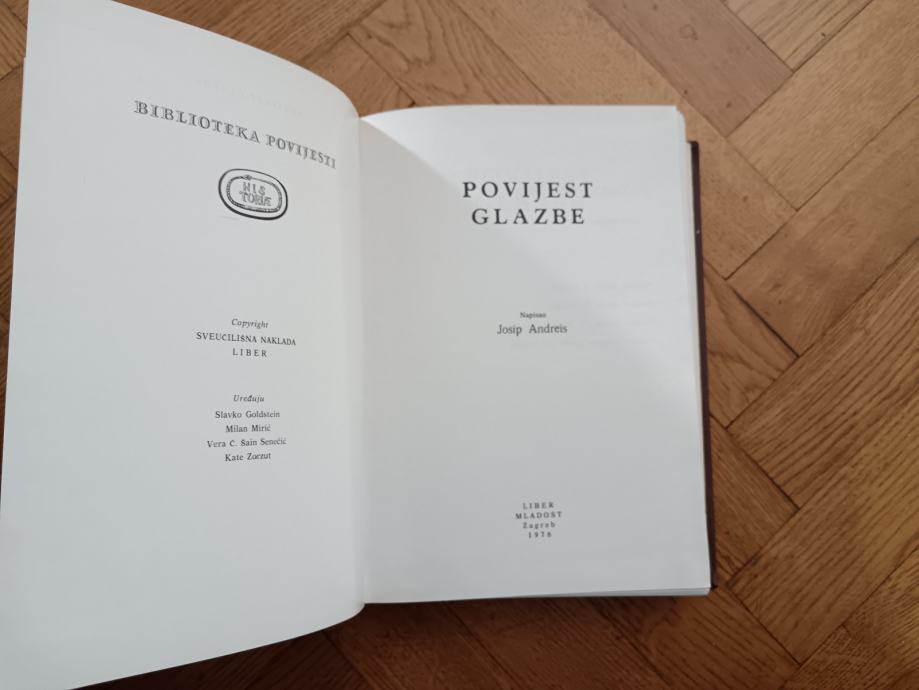 BIBLIOTEKA POVIJESTI
HIS
TORIÆ
Copyright
SVEUČILIŠNA NAKLADA
LIBER
Uređuju
Slavko Goldstein
Milan Mirić
Vera Č. Šain Senečić
Kate Zorzut
POVIJEST
GLAZBE
Napisao
Josip Andreis
LIBER
MLADOST
Zagreb
1976